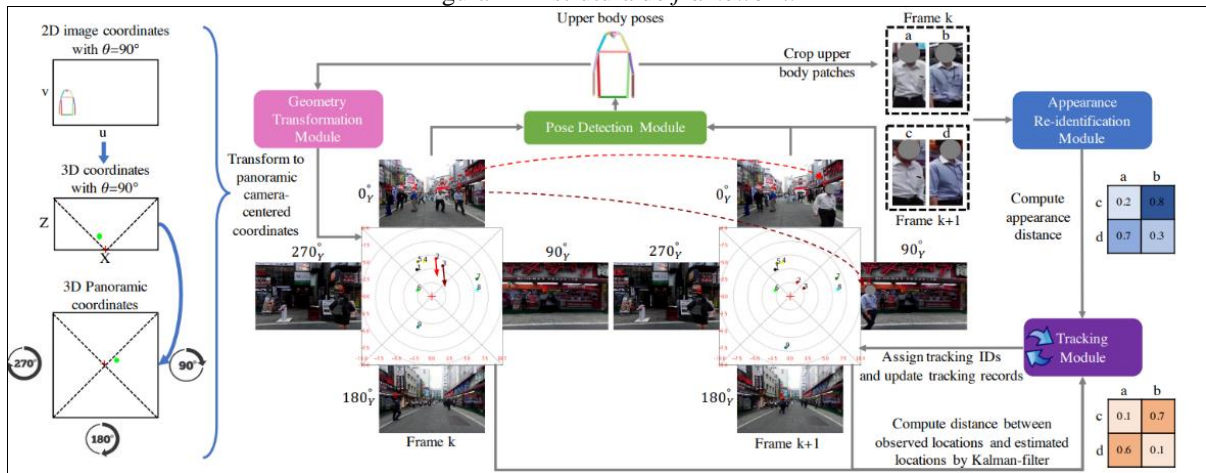 Upper body poses
2D image coordinates
with θ=90°
v
u
3D coordinates
with θ=90°
Z
X
3D Panoramic
coordinates
270°
90°
180°
Geometry
Transformation
Module
Transform to
panoramic
camera-
centered
coordinates
Pose Detection Module
Crop upper
body patches
Frame k
a b
c d
Frame k+1
Appearance
Re-identification
Module
Compute
appearance
distance
a b
c 0.2 0.8
d 0.7 0.3
0°Y
270°Y
90°Y
180°Y
Frame k
0°Y
270°Y
90°Y
180°Y
Frame k+1
Tracking
Module
Assign tracking IDs
and update tracking records
Compute distance between
observed locations and estimated
locations by Kalman-filter
a b
c 0.1 0.7
d 0.6 0.1